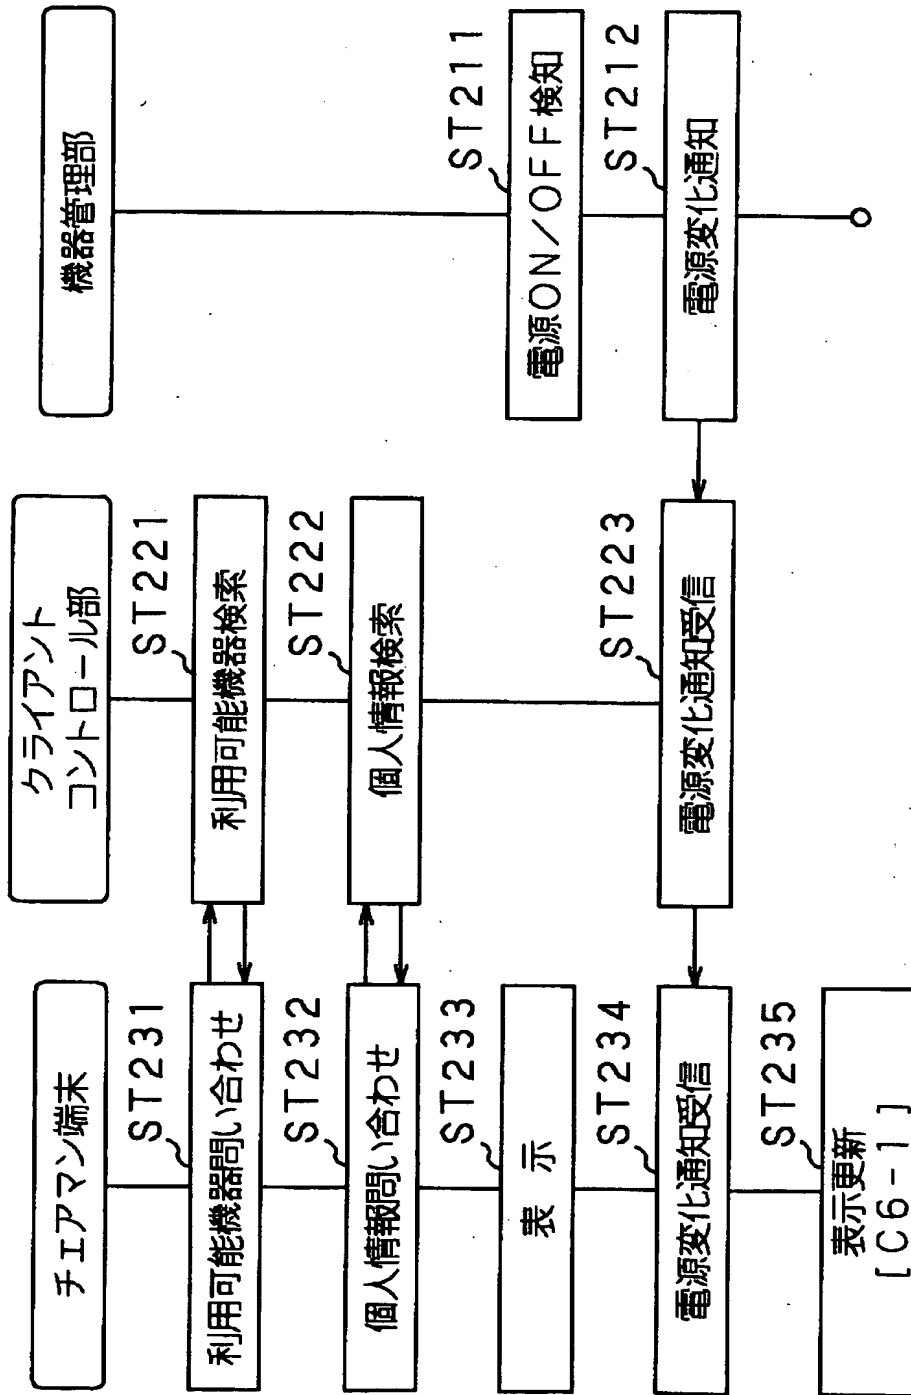 チェアマン端末
ST231
利用可能機器問い合わせ
ST232
個人情報問い合わせ
ST233
表示
ST234
電源変化通知受信
ST235
表示更新
[C6-1]
クライアント
コントロール部
ST221
利用可能機器検索
ST222
個人情報検索
ST223
電源変化通知受信
機器管理部
ST211
電源ON/OFF検知
ST212
電源変化通知